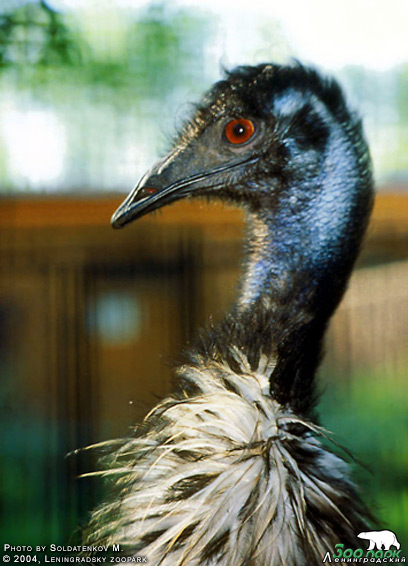 Photo by Soldatenkov M.
© 2004, Leningradsky zoopark
Зоопарк
Ленинградский